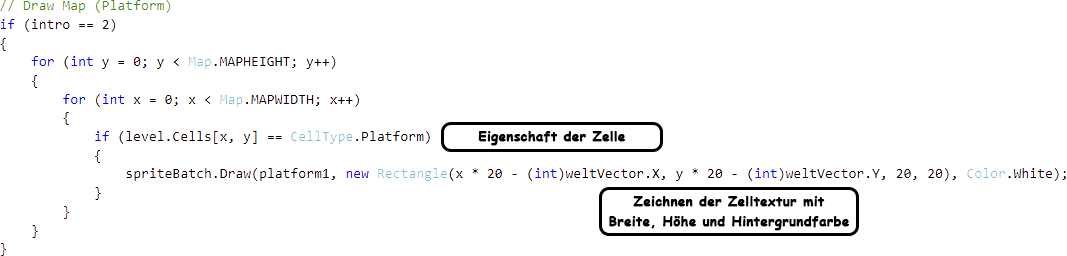 // Draw Map (Platform)
if (intro == 2)
{
for (int y = 0; y < Map.MAPHEIGHT; y++)
{
for (int x = 0; x < Map.MAPWIDTH; x++)
{
if (level.Cells[x, y] == CellType.Platform) Eigenschaft der Zelle
{
spriteBatch.Draw(platform1, new Rectangle(x * 20 - (int)weltVector.X, y * 20 - (int)weltVector.Y, 20, 20), Color.White);
}
Zeichnen der Zelltextur mit
Breite, Höhe und Hintergrundfarbe
}
}
}